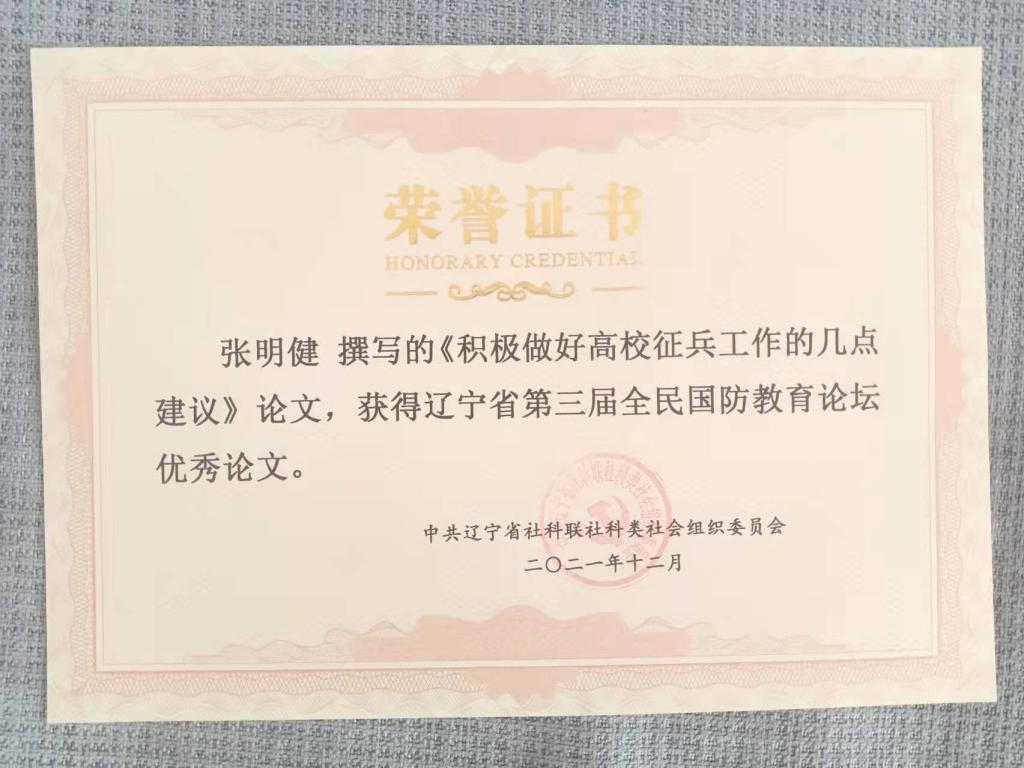 荣誉证书
HONORARY CREDENTIAL
张明健 撰写的《积极做好高校征兵工作的几点
建议》论文，获得辽宁省第三届全民国防教育论坛
优秀论文。
中共辽宁省社科联社科类社会组织委员会
二〇二一年十二月